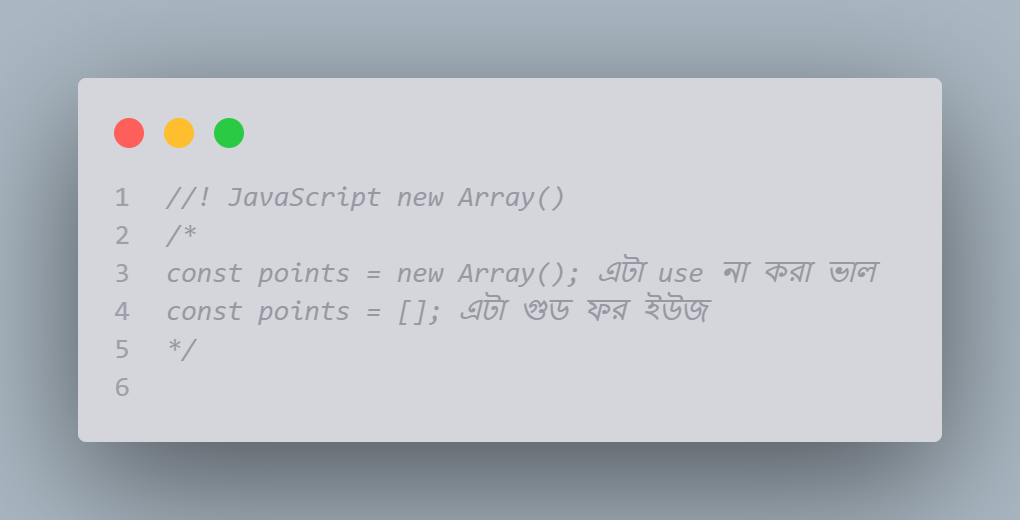 1 //! JavaScript new Array()
2 /*
3 const points = new Array(); এটা use না করা ভাল
4 const points = []; এটা গুড ফর ইউজ
5 */
6